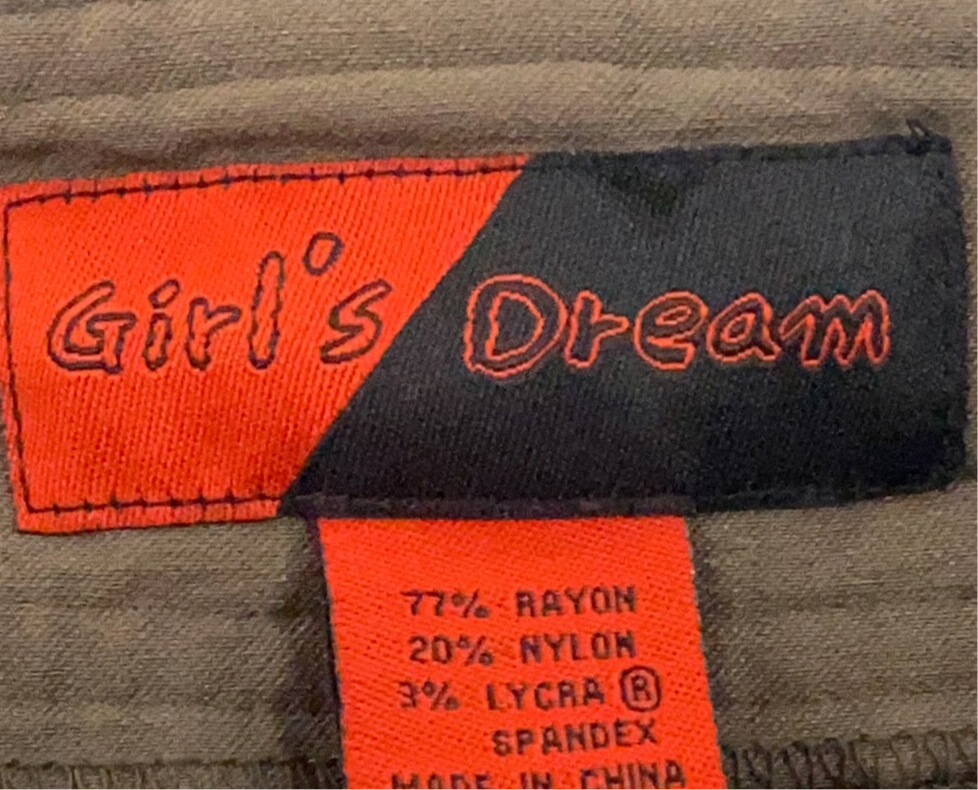 Girl's Dream
77% RAYON
20% NYLON
3% LYCRA ®
SPANDEX
MADE IN CHINA